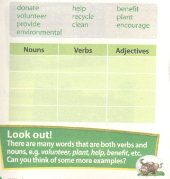 donate help benefit
volunteer recycle plant
provide clean encourage
environmental
Nouns Verbs Adjectives
Look out!
There are many words that are both verbs and
nouns, e.g. volunteer, plant, help, benefit, etc.
Can you think of some more examples?